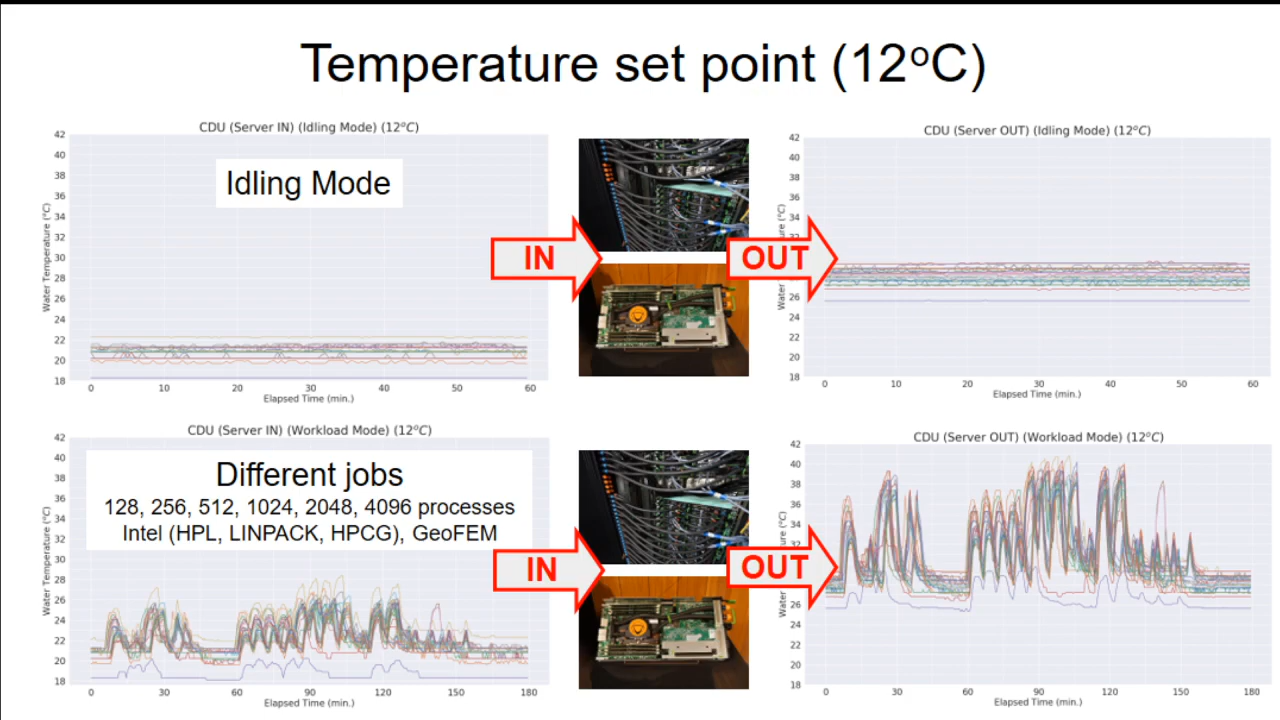 Temperature set point (12°C)
CDU (Server IN) (Idling Mode) (12°C)
Idling Mode
Water Temperature (°C)
42
40
38
36
34
32
30
28
26
24
22
20
18
0 10 20 30 40 50 60
Elapsed Time (min.)
IN
OUT
CDU (Server OUT) (Idling Mode) (12°C)
42
40
38
36
34
32
26
24
22
20
18
0 10 20 30 40 50 60
Elapsed Time (min.)
CDU (Server IN) (Workload Mode) (12°C)
Different jobs
128, 256, 512, 1024, 2048, 4096 processes
Intel (HPL, LINPACK, HPCG), GeoFEM
Water Temperature (°C)
42
40
38
36
34
32
30
28
26
24
22
20
18
0 30 60 90 120 150 180
Elapsed Time (min.)
IN
OUT
CDU (Server OUT) (Workload Mode) (12°C)
42
40
38
36
34
32
26
24
22
20
18
0 30 60 90 120 150 180
Elapsed Time (min.)